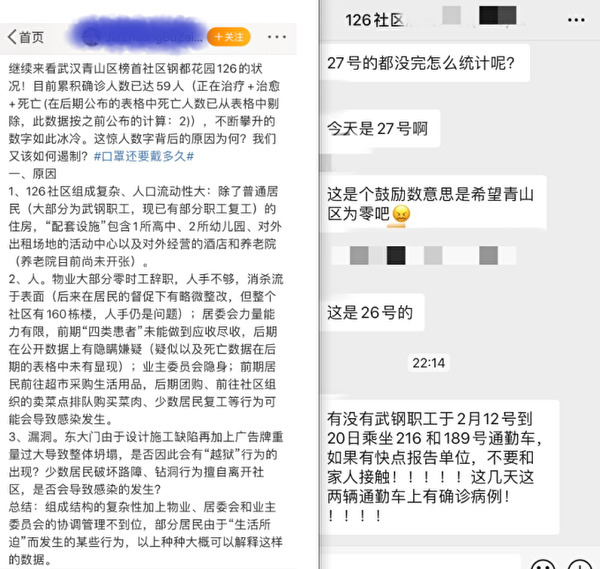 首页
+关注
继续来看武汉青山区榜首社区钢都花园126的状
况！目前累积确诊人数已达59人（正在治疗+治愈
+死亡(在后期公布的表格中死亡人数已从表格中剔
除，此数据按之前公布的计算：2)），不断攀升的
数字如此冰冷。这惊人数字背后的原因为何？我们
又该如何遏制？#口罩还要戴多久#
一、原因
1、126社区组成复杂、人口流动性大：除了普通居
民（大部分为武钢职工，现已有部分职工复工）的
住房，“配套设施”包含1所高中、2所幼儿园、对外
出租场地的活动中心以及对外经营的酒店和养老院
（养老院目前尚未开张）。
2、人。物业大部分零时工辞职，人手不够，消杀流
于表面（后来在居民的督促下有略微整改，但整个
社区有160栋楼，人手仍是问题）；居委会力量能
力有限，前期“四类患者”未能做到应收尽收，后期
在公开数据上有隐瞒嫌疑（疑似以及死亡数据在后
期的表格中未有显现）；业主委员会隐身；前期居
民前往超市采购生活用品，后期团购、前往社区组
织的卖菜点排队购买菜肉、少数居民复工等行为可
能会导致感染发生。
3、漏洞。东大门由于设计施工缺陷再加上广告牌重
量过大导致整体坍塌，是否因此会有“越狱”行为的
出现？少数居民破坏路障、钻洞行为擅自离开社
区，是否会导致感染的发生？
总结：组成结构的复杂性加上物业、居委会和业主
委员会的协调管理不到位，部分居民由于“生活所
迫”而发生的某些行为，以上种种大概可以解释这样
的数据。
126社区
27号的都没完怎么统计呢？
今天是27号啊
这是个鼓励数意思是希望青山
区为零吧
这是26号的
22:14
有没有武钢职工于2月12号到
20日乘坐216和189号通勤车，
如果有快点报告单位，不要和
家人接触！！！！！这几天这
两辆通勤车上有确诊病例！
！！！！